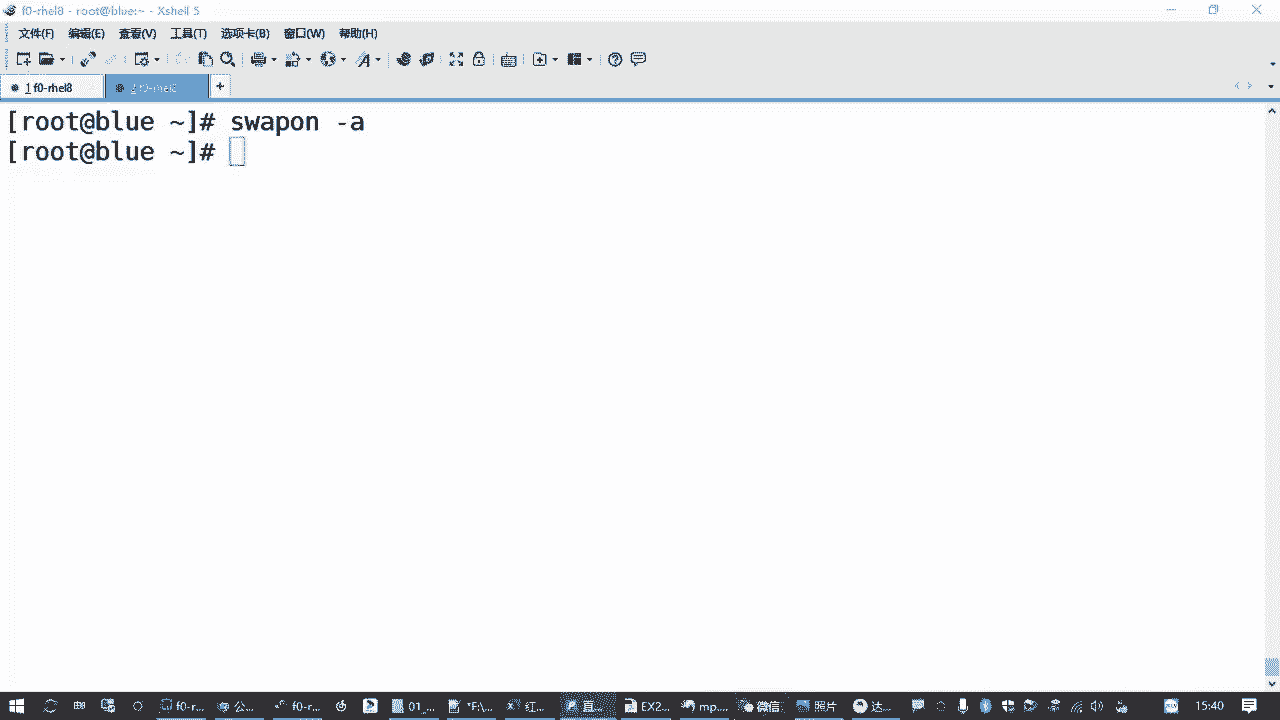 f0-rhel8 - root@blue:~ - Xshell 5
文件(F) 编辑(E) 查看(V) 工具(T) 选项卡(B) 窗口(W) 帮助(H)
1 f0-rhel8 2 f0-rhel8 +
[root@blue ~]# swapon -a
[root@blue ~]#
f0-r... 公... f0-r... 01_... *F:\... 红... 直... EX2... mp... 微信 照片 达... 15:40